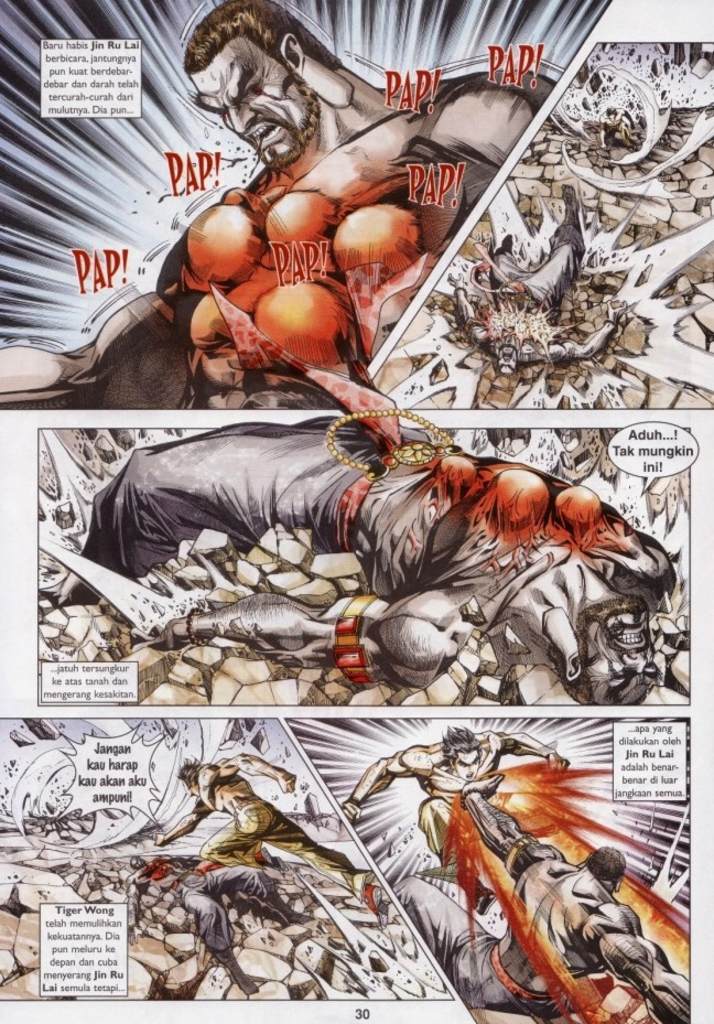 Baru habis Jin Ru Lai
berbicara, jantungnya
pun kuat berdebar-
debar dan darah telah
tercurah-curah dari
mulutnya. Dia pun...
PAP!
PAP!
PAP!
PAP!
PAP!
PAP!
Aduh...!
Tak mungkin
ini!
...jatuh tersungkur
ke atas tanah dan
mengerang kesakitan.
Jangan
kau harap
kau akan aku
ampuni!
Tiger Wong
telah memulihkan
kekuatannya. Dia
pun meluru ke
depan dan cuba
menyerang Jin Ru
Lai semula tetapi...
...apa yang
dilakukan oleh
Jin Ru Lai
adalah benar-
benar di luar
jangkaan semua.
30